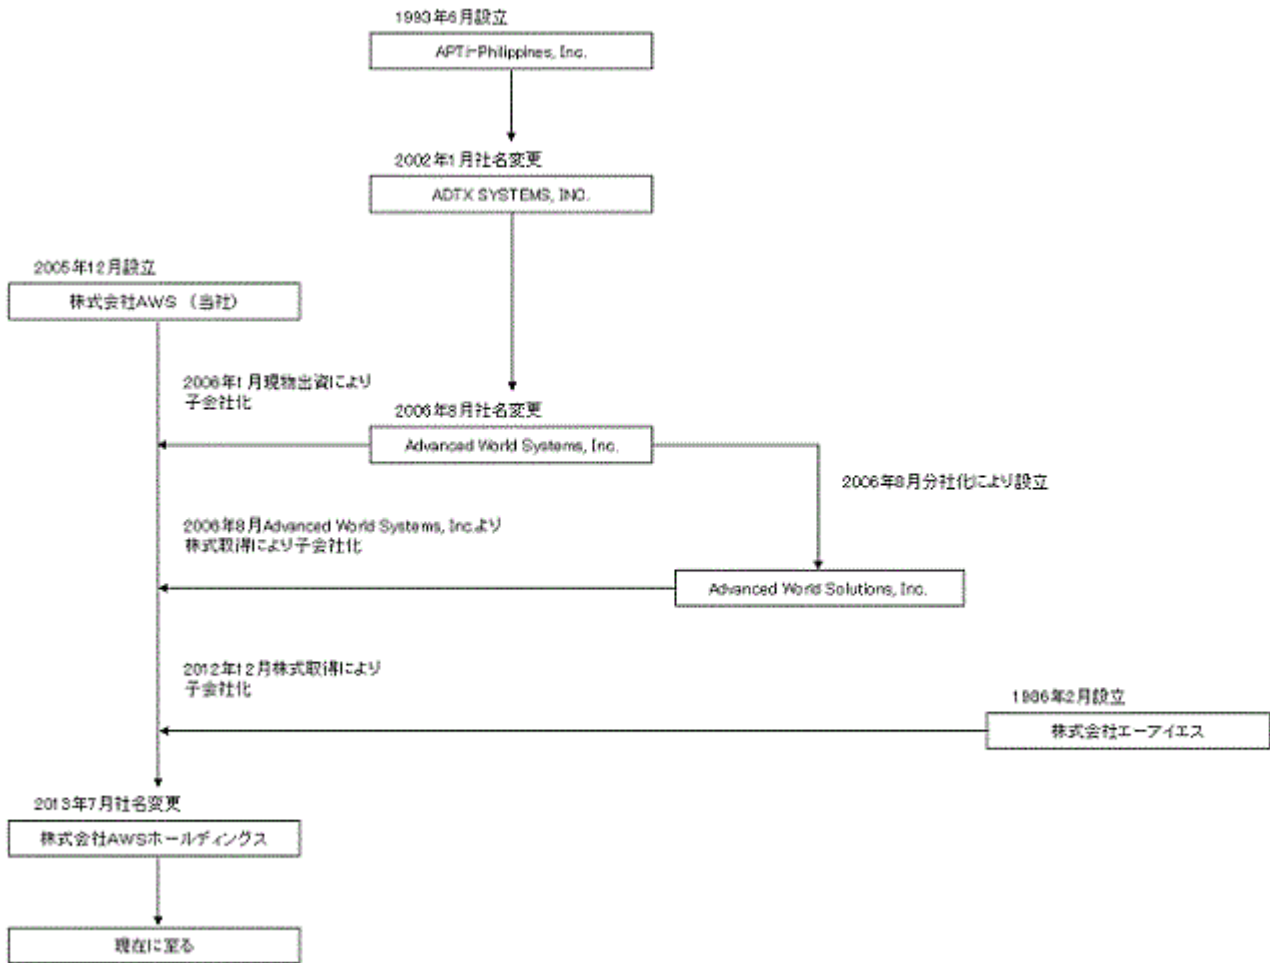 1993年6月設立
APTi-Philippines, Inc.
2002年1月社名変更
ADTX SYSTEMS, INC.
2005年12月設立
株式会社AWS （当社）
2006年1月現物出資により
子会社化
2006年8月社名変更
Advanced World Systems, Inc.
2006年8月分社化により設立
2006年8月Advanced World Systems, Inc.より
株式取得により子会社化
Advanced World Solutions, Inc.
2012年12月株式取得により
子会社化
1986年2月設立
株式会社エーアイエス
2013年7月社名変更
株式会社AWSホールディングス
現在に至る